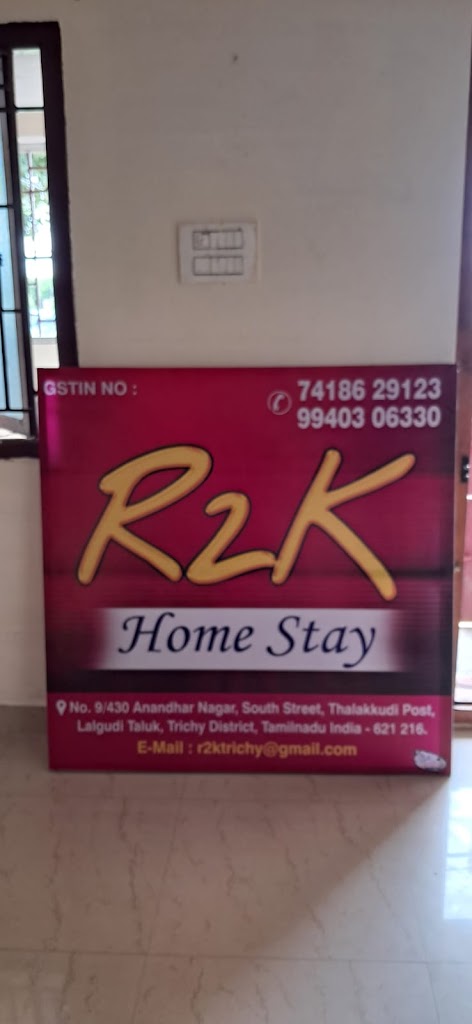 GSTIN NO :
74186 29123
99403 06330
R2K
Home Stay
No. 9/430 Anandhar Nagar, South Street, Thalakkudi Post,
Lalgudi Taluk, Trichy District, Tamilnadu India - 621 216.
E-Mail : r2ktrichy@gmail.com